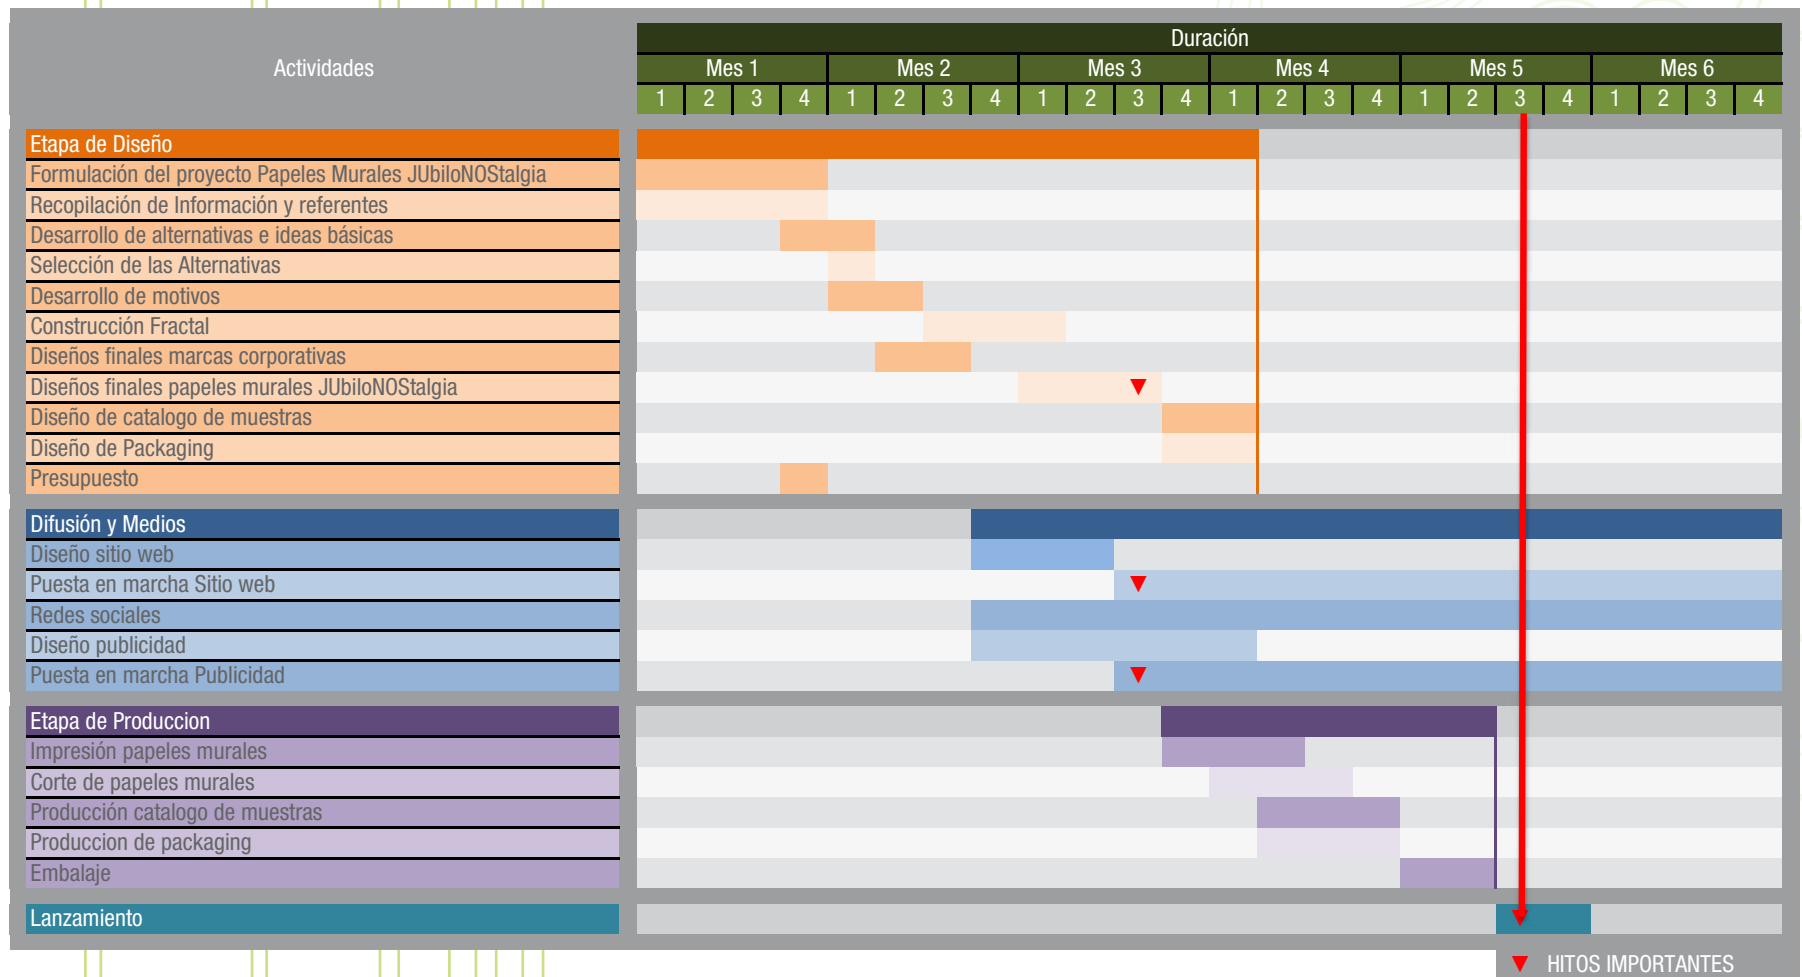 Duración
Actividades
Mes 1 Mes 2 Mes 3 Mes 4 Mes 5 Mes 6
1 2 3 4 1 2 3 4 1 2 3 4 1 2 3 4 1 2 3 4 1 2 3 4
Etapa de Diseño
Formulación del proyecto Papeles Murales JUbiloNOStalgia
Recopilación de Información y referentes
Desarrollo de alternativas e ideas básicas
Selección de las Alternativas
Desarrollo de motivos
Construcción Fractal
Diseños finales marcas corporativas
Diseños finales papeles murales JUbiloNOStalgia
Diseño de catalogo de muestras
Diseño de Packaging
Presupuesto
Difusión y Medios
Diseño sitio web
Puesta en marcha Sitio web
Redes sociales
Diseño publicidad
Puesta en marcha Publicidad
Etapa de Produccion
Impresión papeles murales
Corte de papeles murales
Producción catalogo de muestras
Produccion de packaging
Embalaje
Lanzamiento
HITOS IMPORTANTES